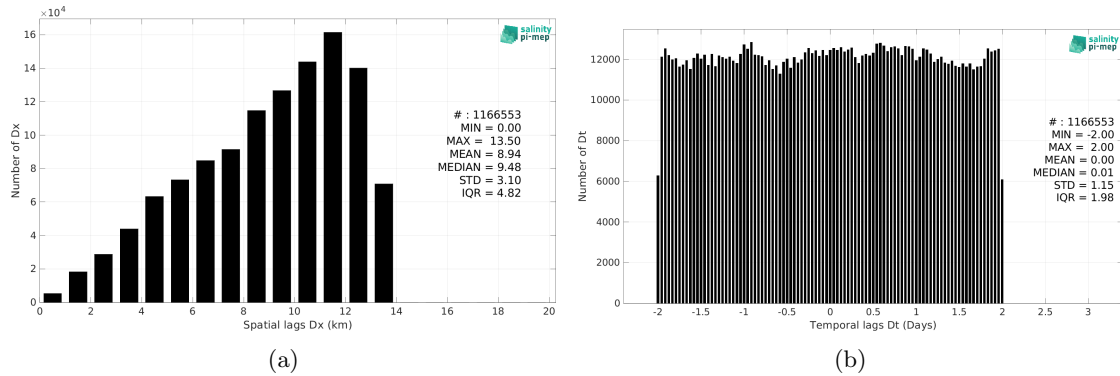 ×10⁴
16
14
12
10
8
6
4
2
0
Number of Dx
salinity
pi-mep
# : 1166553
MIN = 0.00
MAX = 13.50
MEAN = 8.94
MEDIAN = 9.48
STD = 3.10
IQR = 4.82
0 2 4 6 8 10 12 14 16 18 20
Spatial lags Dx (km)
(a)
12000
10000
8000
6000
4000
2000
0
Number of Dt
salinity
pi-mep
# : 1166553
MIN = -2.00
MAX = 2.00
MEAN = 0.00
MEDIAN = 0.01
STD = 1.15
IQR = 1.98
-2 -1.5 -1 -0.5 0 0.5 1 1.5 2 2.5 3
Temporal lags Dt (Days)
(b)